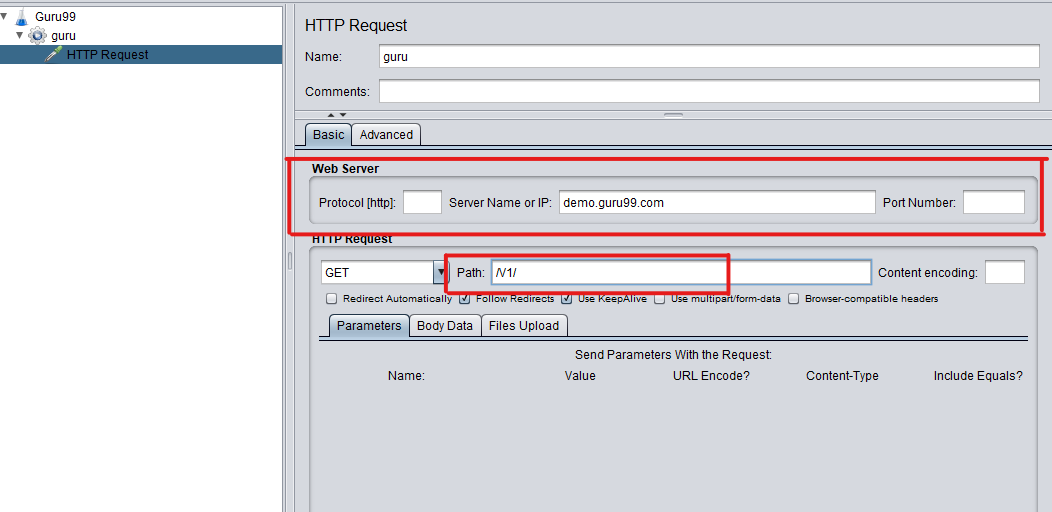 Guru99
guru
HTTP Request
HTTP Request
Name: guru
Comments:
Basic Advanced
Web Server
Protocol [http]: Server Name or IP: demo.guru99.com Port Number:
HTTP Request
GET Path: /V1/ Content encoding:
Redirect Automatically Follow Redirects Use KeepAlive Use multipart/form-data Browser-compatible headers
Parameters Body Data Files Upload
Send Parameters With the Request:
Name: Value URL Encode? Content-Type Include Equals?